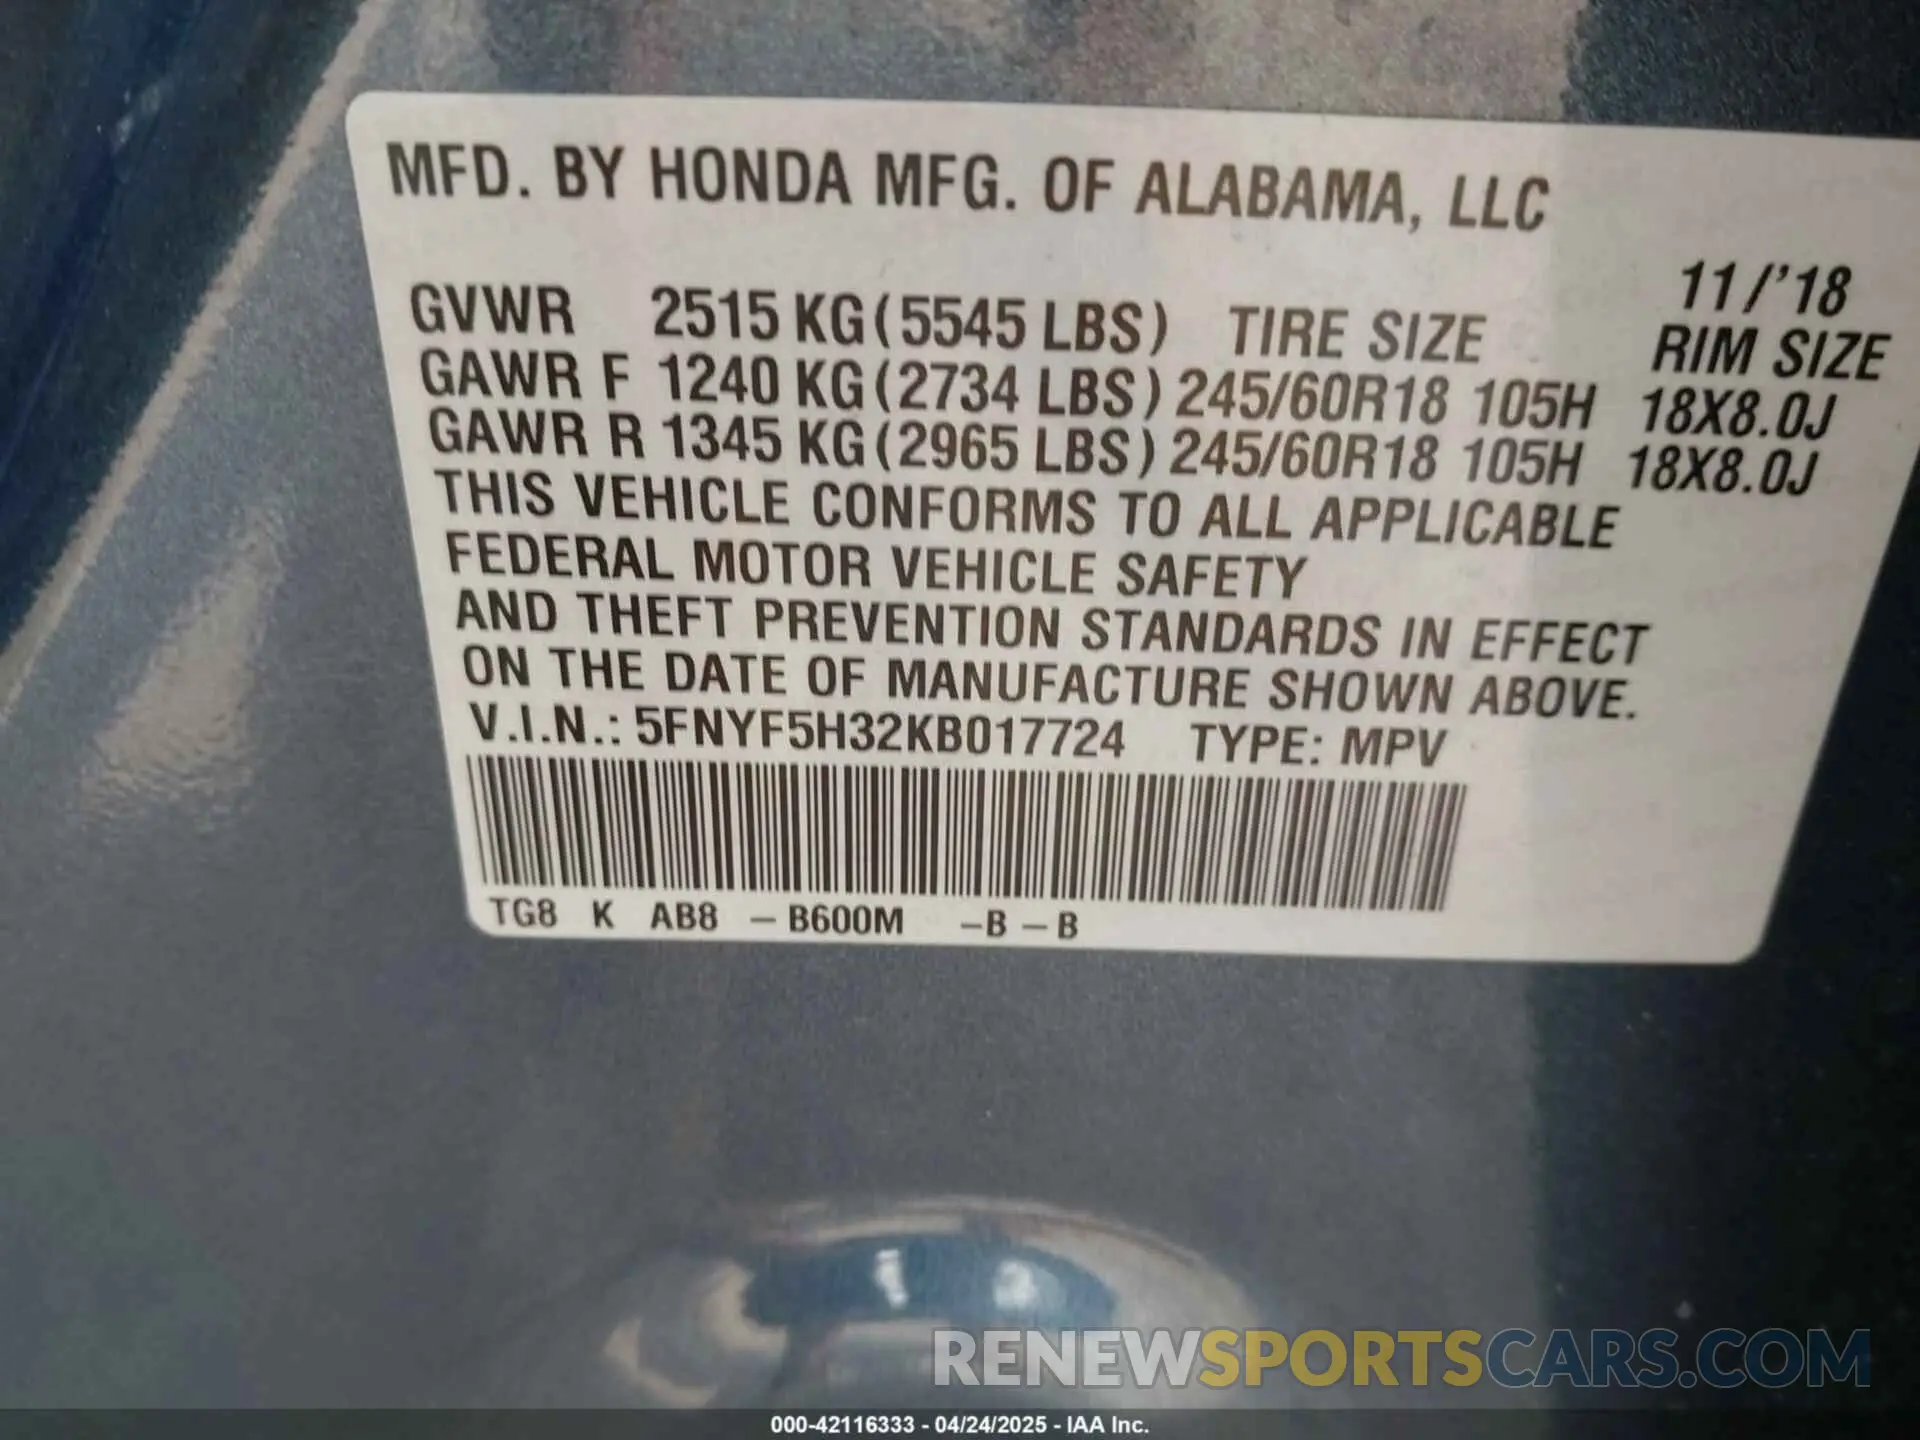 MFD. BY HONDA MFG. OF ALABAMA, LLC
11/'18
GVWR 2515 KG (5545 LBS) TIRE SIZE RIM SIZE
GAWR F 1240 KG (2734 LBS) 245/60R18 105H 18X8.0J
GAWR R 1345 KG (2965 LBS) 245/60R18 105H 18X8.0J
THIS VEHICLE CONFORMS TO ALL APPLICABLE
FEDERAL MOTOR VEHICLE SAFETY
AND THEFT PREVENTION STANDARDS IN EFFECT
ON THE DATE OF MANUFACTURE SHOWN ABOVE.
V.I.N.: 5FNYF5H32KB017724 TYPE: MPV
TG8 K AB8 – B600M –B – B
RENEWSPORTSCARS.COM
000-42116333 - 04/24/2025 - IAA Inc.